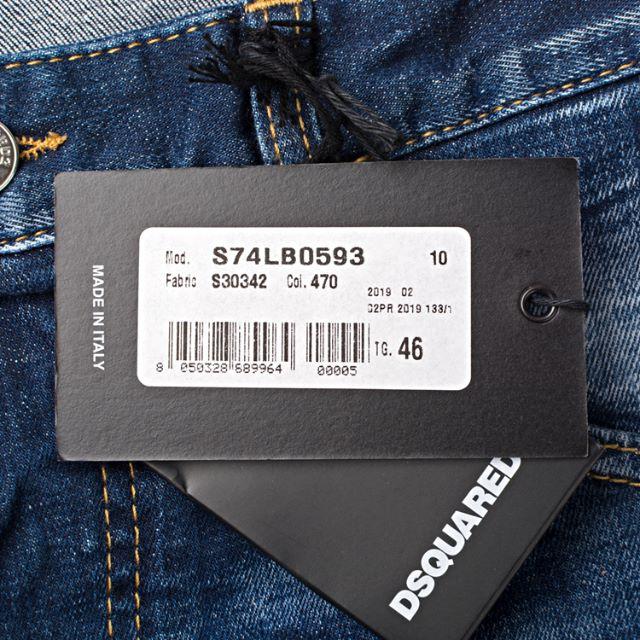 Mod. S74LB0593 10
Fabric S30342 Col. 470
2019 02
02PR 2019 133/1
TG. 46
8 050328 689964 00005
MADE IN ITALY
DSQUARED